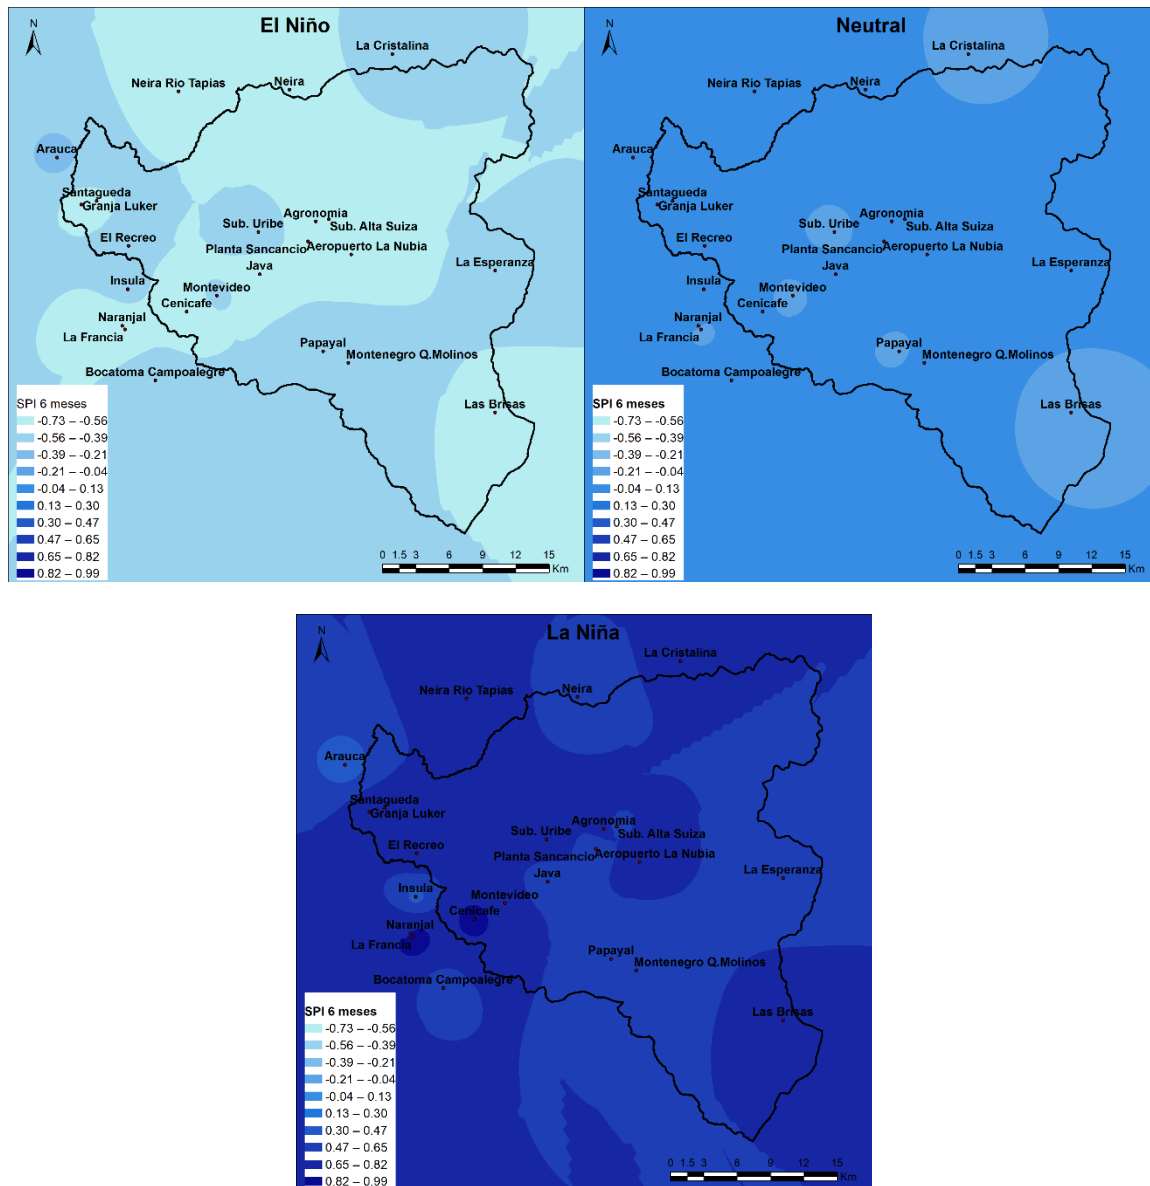 N
El Niño
La Cristalina
Neira Rio Tapias
Neira
Arauca
Santagueda
Granja Luker
Agronomia
Sub. Uribe
Sub. Alta Suiza
El Recreo
Planta Sancancio
Aeropuerto La Nubia
Java
La Esperanza
Insula
Montevideo
Cenicafe
Naranjal
La Francia
Papayal
Montenegro Q.Molinos
Bocatoma Campoalegre
Las Brisas
SPI 6 meses
-0.73 – -0.56
-0.56 – -0.39
-0.39 – -0.21
-0.21 – -0.04
-0.04 – 0.13
0.13 – 0.30
0.30 – 0.47
0.47 – 0.65
0.65 – 0.82
0.82 – 0.99
0 1.5 3 6 9 12 15
Km
N
Neutral
La Cristalina
Neira Rio Tapias
Neira
Arauca
Santagueda
Granja Luker
Agronomia
Sub. Uribe
Sub. Alta Suiza
El Recreo
Planta Sancancio
Aeropuerto La Nubia
Java
La Esperanza
Insula
Montevideo
Cenicafe
Naranjal
La Francia
Papayal
Montenegro Q.Molinos
Bocatoma Campoalegre
Las Brisas
SPI 6 meses
-0.73 – -0.56
-0.56 – -0.39
-0.39 – -0.21
-0.21 – -0.04
-0.04 – 0.13
0.13 – 0.30
0.30 – 0.47
0.47 – 0.65
0.65 – 0.82
0.82 – 0.99
0 1.5 3 6 9 12 15
Km
N
La Niña
La Cristalina
Neira Rio Tapias
Neira
Arauca
Santagueda
Granja Luker
Agronomia
Sub. Uribe
Sub. Alta Suiza
El Recreo
Planta Sancancio
Aeropuerto La Nubia
Java
La Esperanza
Insula
Montevideo
Cenicafe
Naranjal
La Francia
Papayal
Montenegro Q.Molinos
Bocatoma Campoalegre
Las Brisas
SPI 6 meses
-0.73 – -0.56
-0.56 – -0.39
-0.39 – -0.21
-0.21 – -0.04
-0.04 – 0.13
0.13 – 0.30
0.30 – 0.47
0.47 – 0.65
0.65 – 0.82
0.82 – 0.99
0 1.5 3 6 9 12 15
Km